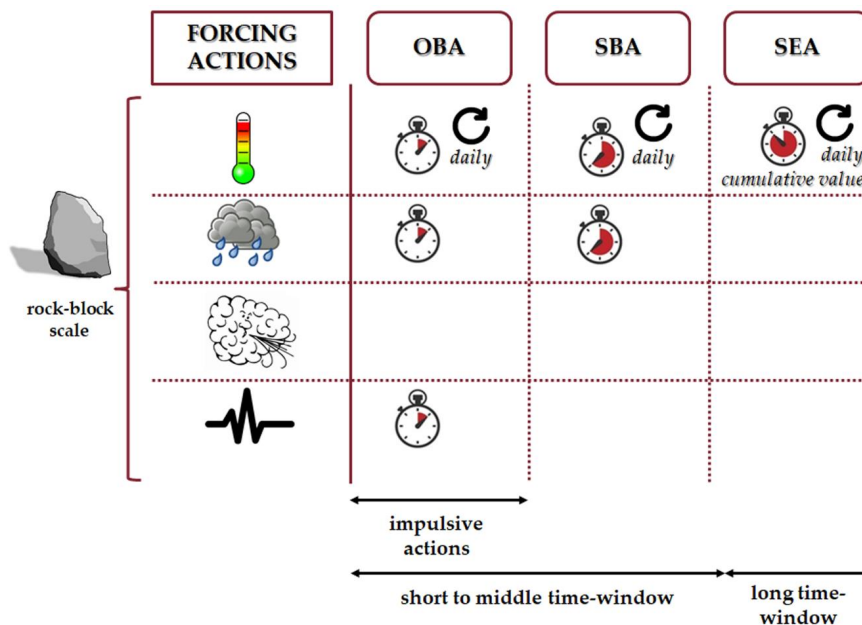 FORCING
ACTIONS
OBA
SBA
SEA
daily
daily
daily
cumulative value
rock-block
scale
impulsive
actions
short to middle time-window
long time-
window